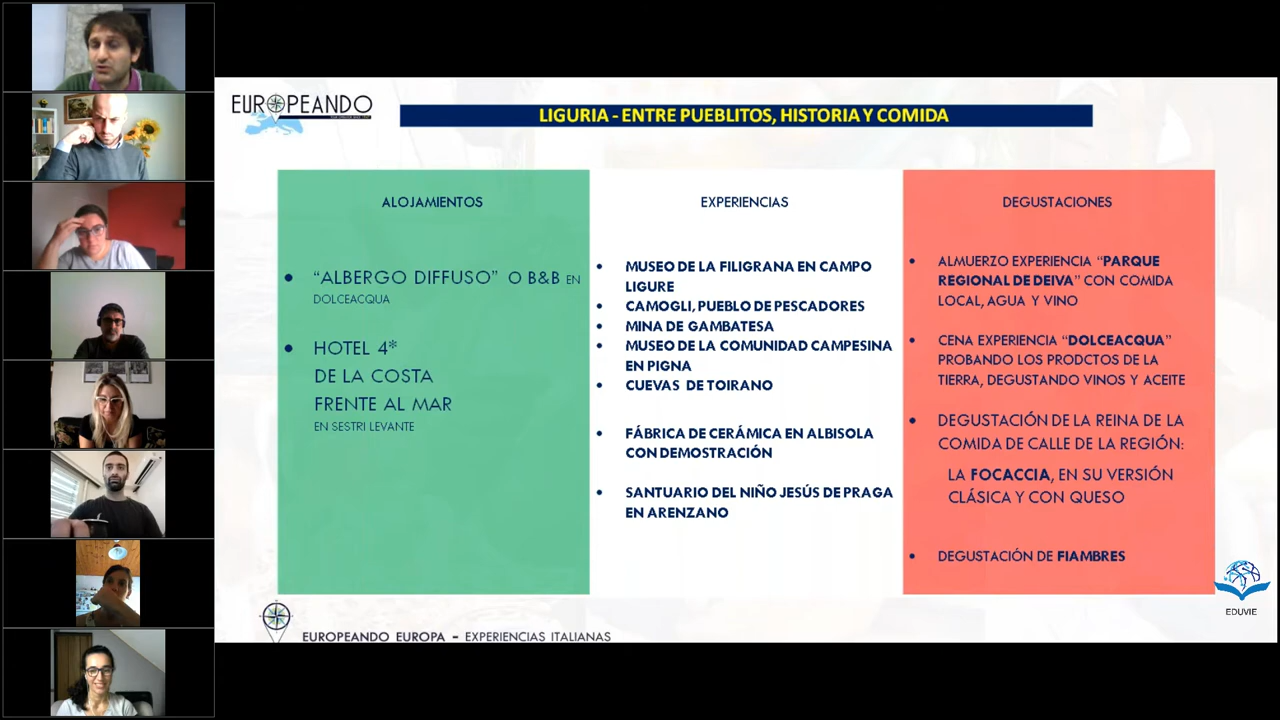 EUROPEANDO
LIGURIA - ENTRE PUEBLITOS, HISTORIA Y COMIDA
ALOJAMIENTOS
• “ALBERGO DIFFUSO” O B&B EN
DOLCEACQUA
• HOTEL 4*
DE LA COSTA
FRENTE AL MAR
EN SESTRI LEVANTE
EXPERIENCIAS
• MUSEO DE LA FILIGRANA EN CAMPO
LIGURE
• CAMOGLI, PUEBLO DE PESCADORES
• MINA DE GAMBATESA
• MUSEO DE LA COMUNIDAD CAMPESINA
EN PIGNA
• CUEVAS DE TOIRANO
• FÁBRICA DE CERÁMICA EN ALBISOLA
CON DEMOSTRACIÓN
• SANTUARIO DEL NIÑO JESÚS DE PRAGA
EN ARENZANO
DEGUSTACIONES
• ALMUERZO EXPERIENCIA “PARQUE
REGIONAL DE DEIVA” CON COMIDA
LOCAL, AGUA Y VINO
• CENA EXPERIENCIA “DOLCEACQUA”
PROBANDO LOS PRODCTOS DE LA
TIERRA, DEGUSTANDO VINOS Y ACEITE
• DEGUSTACIÓN DE LA REINA DE LA
COMIDA DE CALLE DE LA REGIÓN:
LA FOCACCIA, EN SU VERSIÓN
CLÁSICA Y CON QUESO
• DEGUSTACIÓN DE FIAMBRES
EDUVIE
EUROPEANDO EUROPA – EXPERIENCIAS ITALIANAS